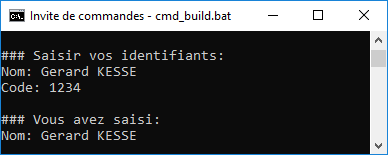 Invite de commandes - cmd_build.bat
### Saisir vos identifiants:
Nom: Gerard KESSE
Code: 1234
### Vous avez saisi:
Nom: Gerard KESSE